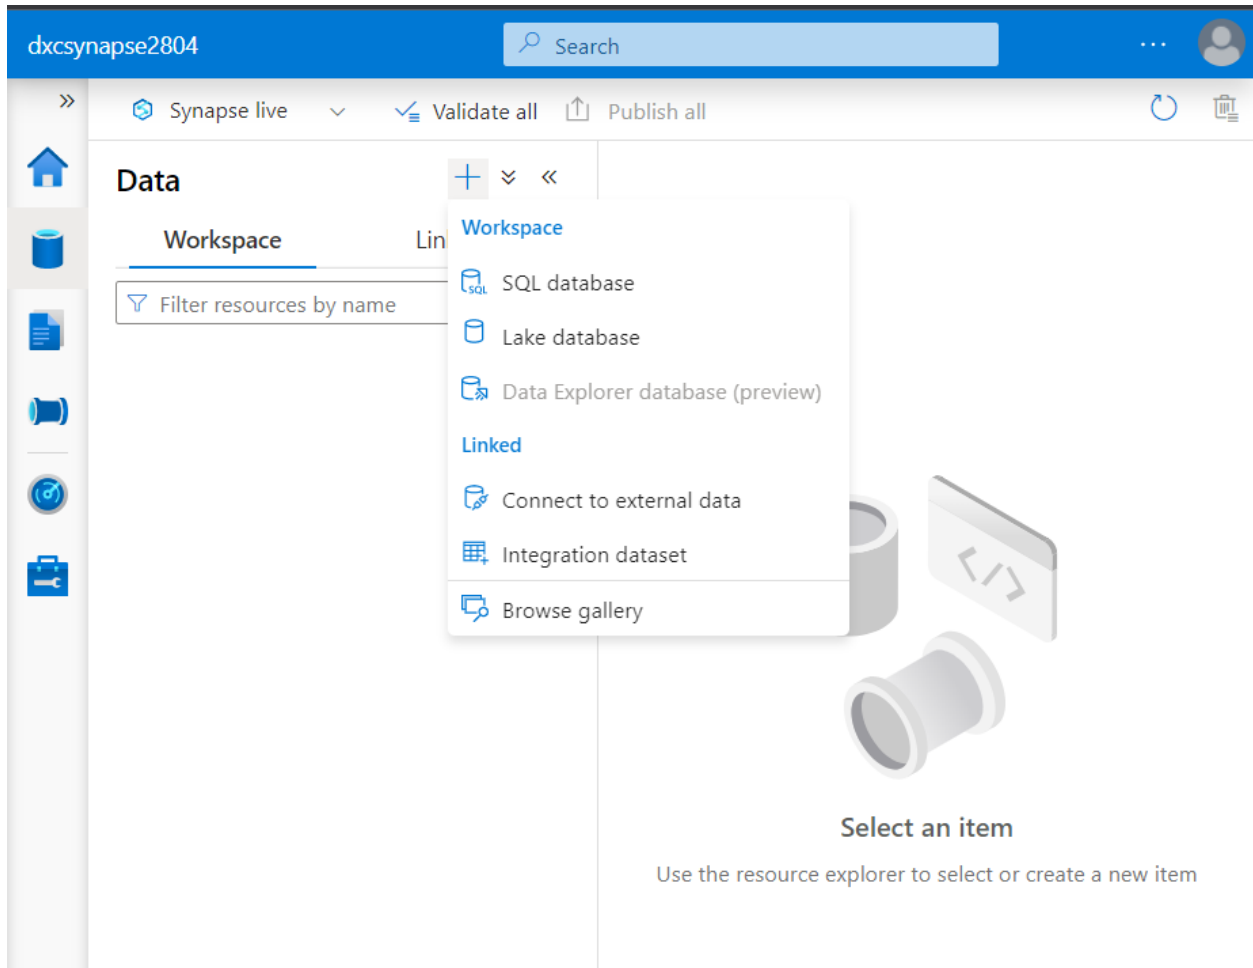 dxcsynapse2804
Search
Synapse live
Validate all
Publish all
Data
Workspace
Lin
Filter resources by name
Workspace
SQL database
Lake database
Data Explorer database (preview)
Linked
Connect to external data
Integration dataset
Browse gallery
</>
Select an item
Use the resource explorer to select or create a new item